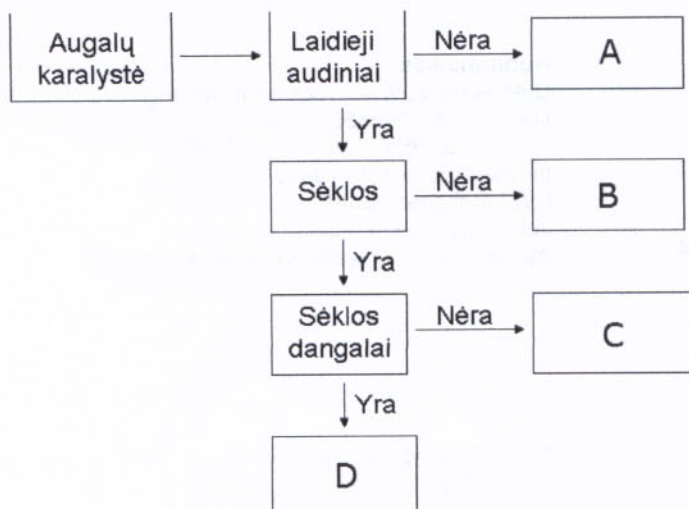 Augalų
karalystė
Laidieji
audiniai
Nėra
A
Yra
Sėklos
Nėra
B
Yra
Sėklos
dangalai
Nėra
C
Yra
D